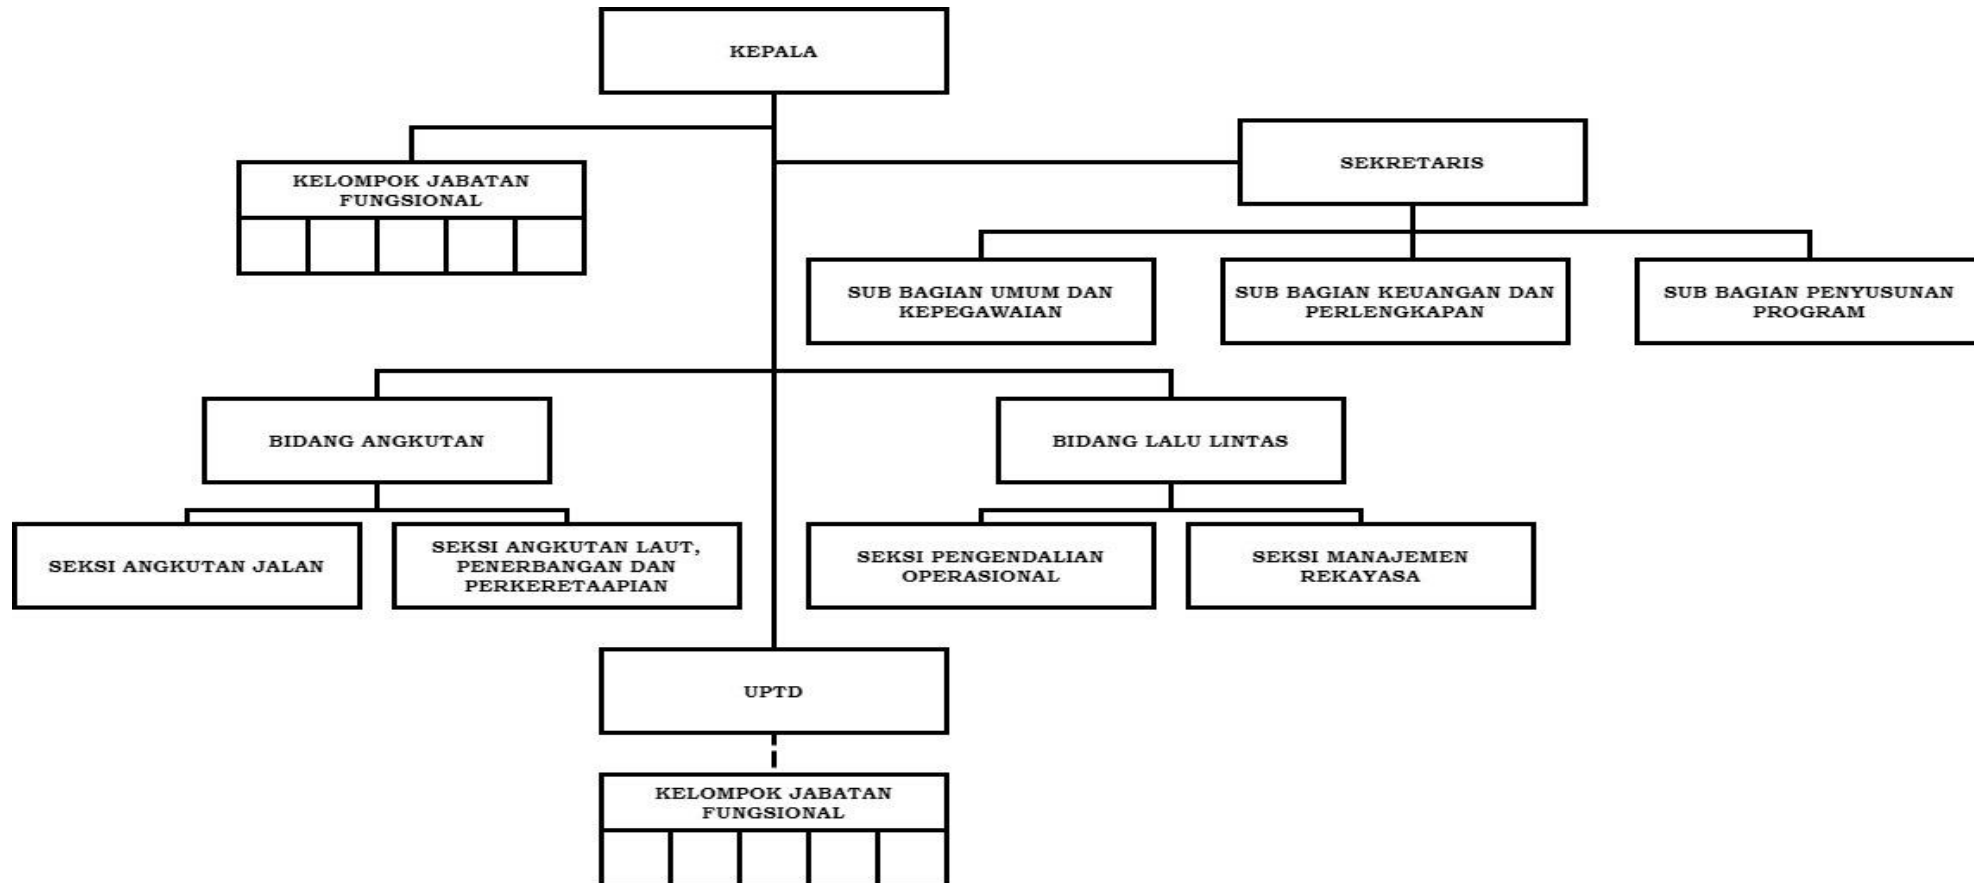 KEPALA
KELOMPOK JABATAN
FUNGSIONAL
SEKRETARIS
SUB BAGIAN UMUM DAN
KEPEGAWAIAN
SUB BAGIAN KEUANGAN DAN
PERLENGKAPAN
SUB BAGIAN PENYUSUNAN
PROGRAM
BIDANG ANGKUTAN
BIDANG LALU LINTAS
SEKSI ANGKUTAN JALAN
SEKSI ANGKUTAN LAUT,
PENERBANGAN DAN
PERKERETAAPIAN
SEKSI PENGENDALIAN
OPERASIONAL
SEKSI MANAJEMEN
REKAYASA
UPTD
KELOMPOK JABATAN
FUNGSIONAL